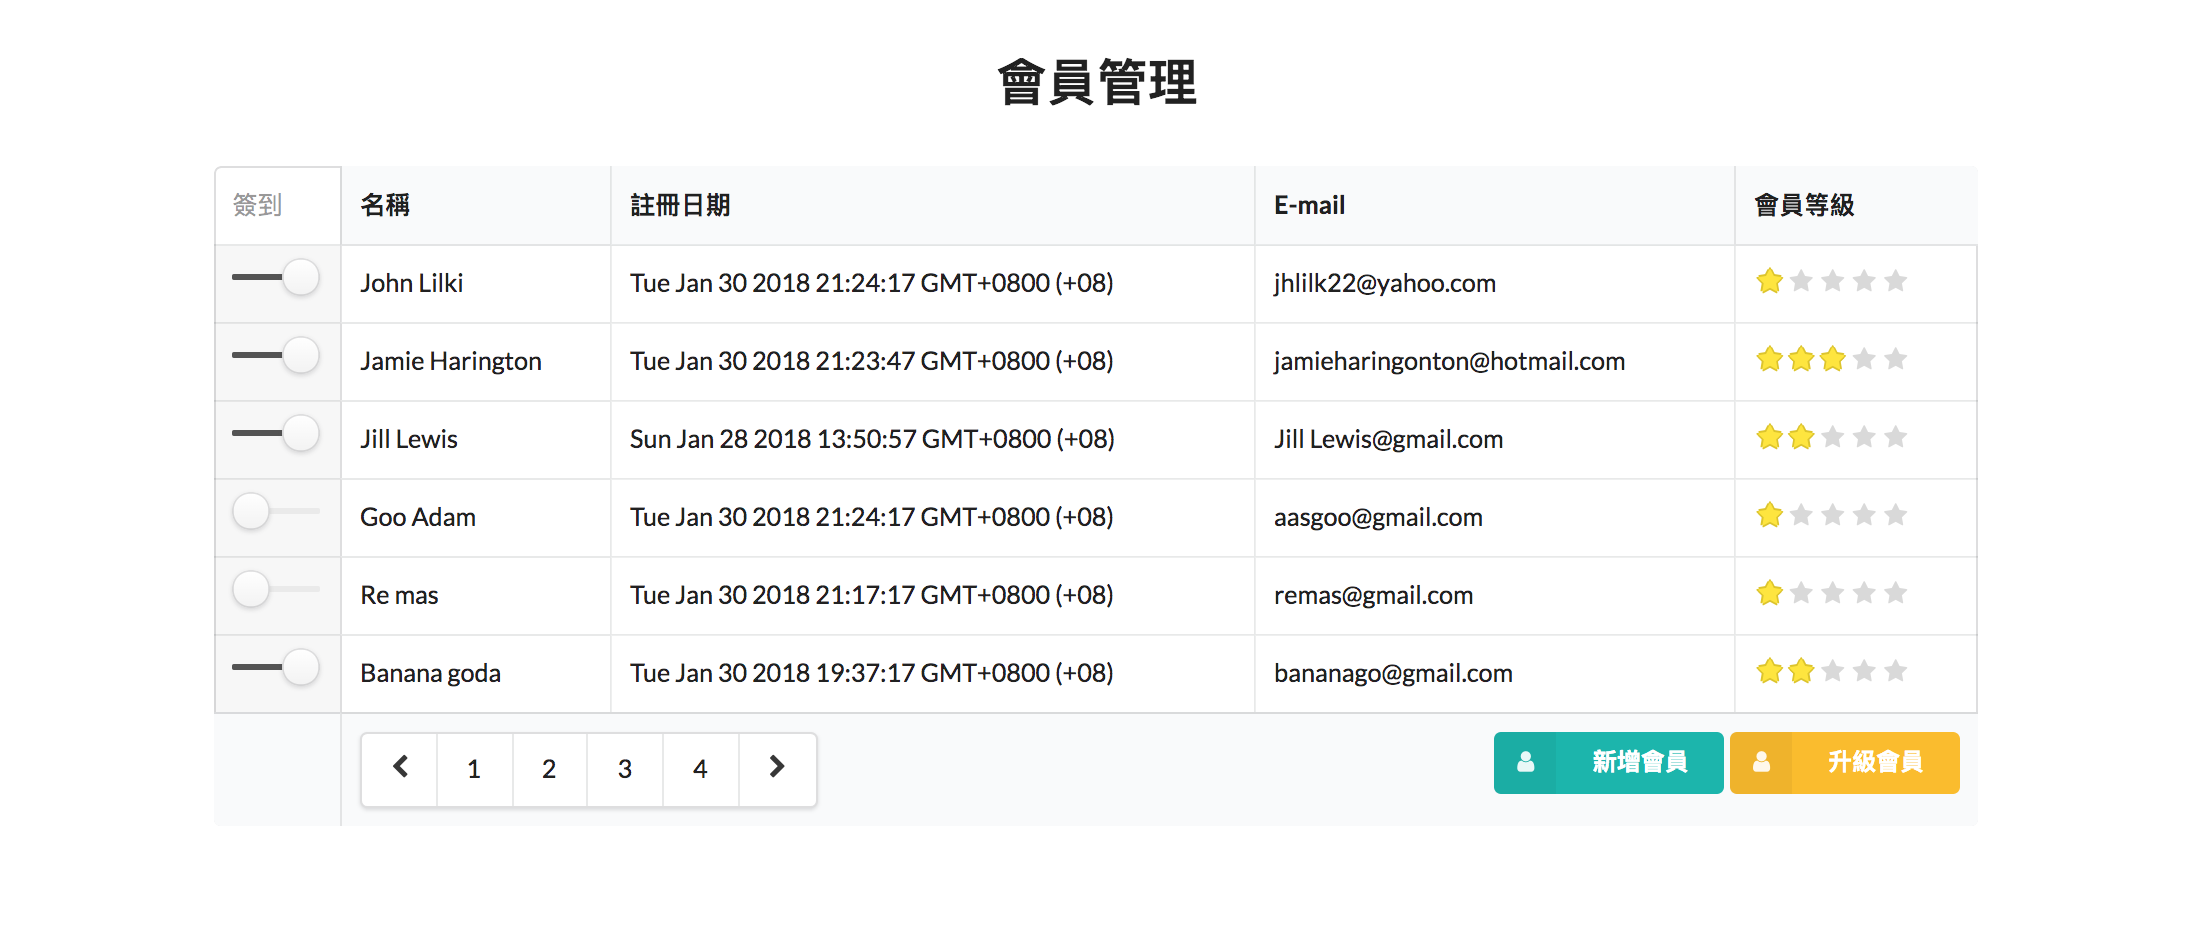 會員管理
簽到 名稱 註冊日期 E-mail 會員等級
John Lilki Tue Jan 30 2018 21:24:17 GMT+0800 (+08) jhlilk22@yahoo.com
Jamie Harington Tue Jan 30 2018 21:23:47 GMT+0800 (+08) jamieharingonton@hotmail.com
Jill Lewis Sun Jan 28 2018 13:50:57 GMT+0800 (+08) Jill Lewis@gmail.com
Goo Adam Tue Jan 30 2018 21:24:17 GMT+0800 (+08) aasgoo@gmail.com
Re mas Tue Jan 30 2018 21:17:17 GMT+0800 (+08) remas@gmail.com
Banana goda Tue Jan 30 2018 19:37:17 GMT+0800 (+08) bananago@gmail.com
1 2 3 4 新增會員 升級會員